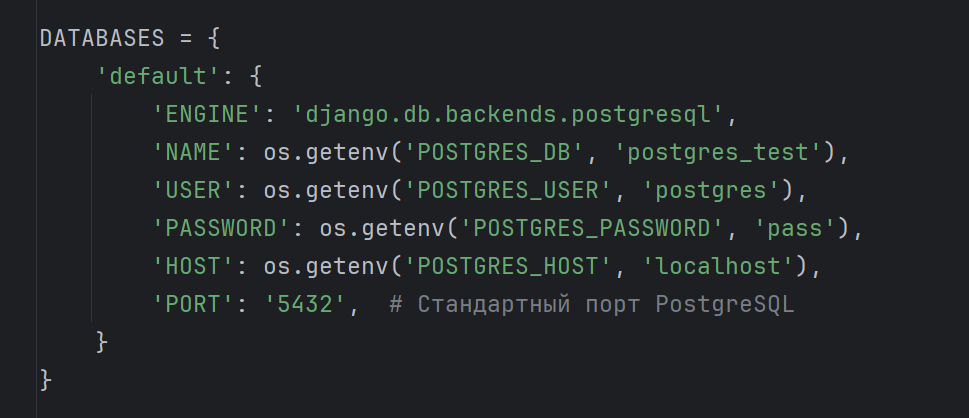 DATABASES = {
    'default': {
        'ENGINE': 'django.db.backends.postgresql',
        'NAME': os.getenv('POSTGRES_DB', 'postgres_test'),
        'USER': os.getenv('POSTGRES_USER', 'postgres'),
        'PASSWORD': os.getenv('POSTGRES_PASSWORD', 'pass'),
        'HOST': os.getenv('POSTGRES_HOST', 'localhost'),
        'PORT': '5432',  # Стандартный порт PostgreSQL
    }
}